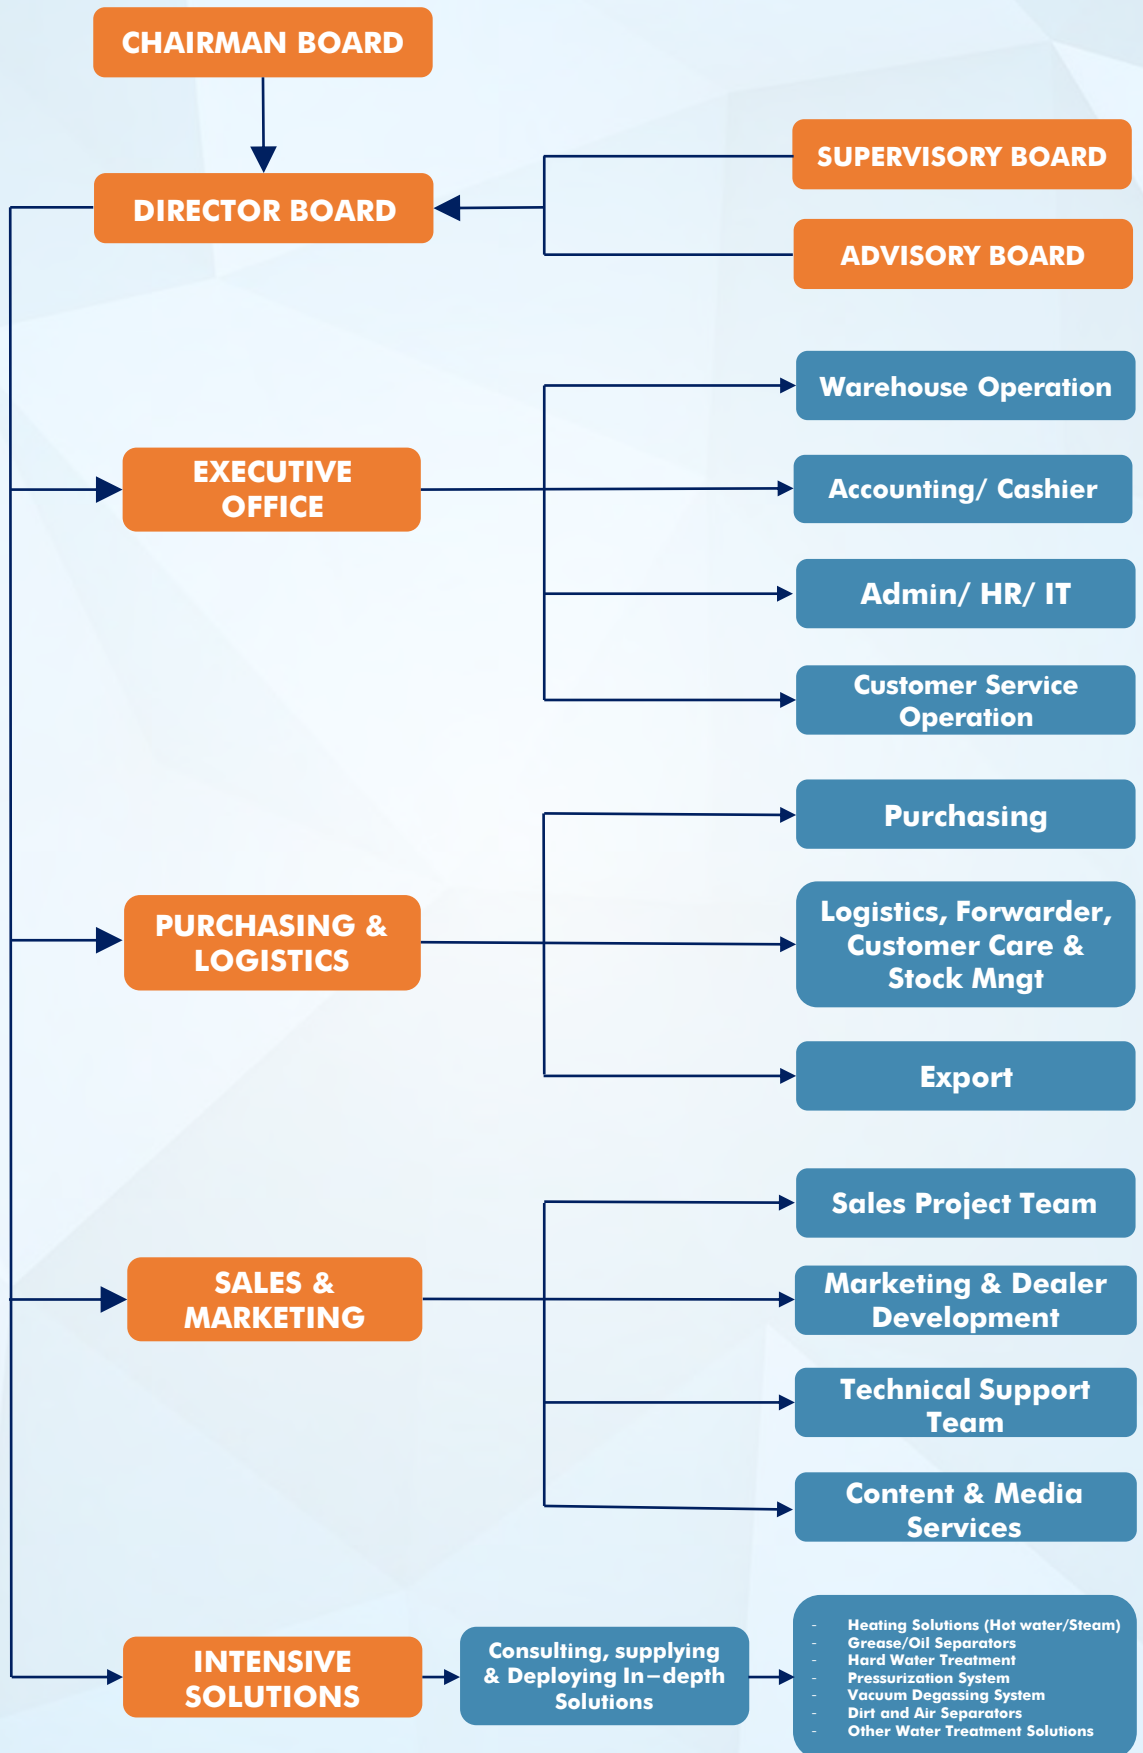 CHAIRMAN BOARD
SUPERVISORY BOARD
DIRECTOR BOARD
ADVISORY BOARD
EXECUTIVE
OFFICE
Warehouse Operation
Accounting/ Cashier
Admin/ HR/ IT
Customer Service
Operation
PURCHASING &
LOGISTICS
Purchasing
Logistics, Forwarder,
Customer Care &
Stock Mngt
Export
SALES &
MARKETING
Sales Project Team
Marketing & Dealer
Development
Technical Support
Team
Content & Media
Services
INTENSIVE
SOLUTIONS
Consulting, supplying
& Deploying In-depth
Solutions
- Heating Solutions (Hot water/Steam)
- Grease/Oil Separators
- Hard Water Treatment
- Pressurization System
- Vacuum Degassing System
- Dirt and Air Separators
- Other Water Treatment Solutions